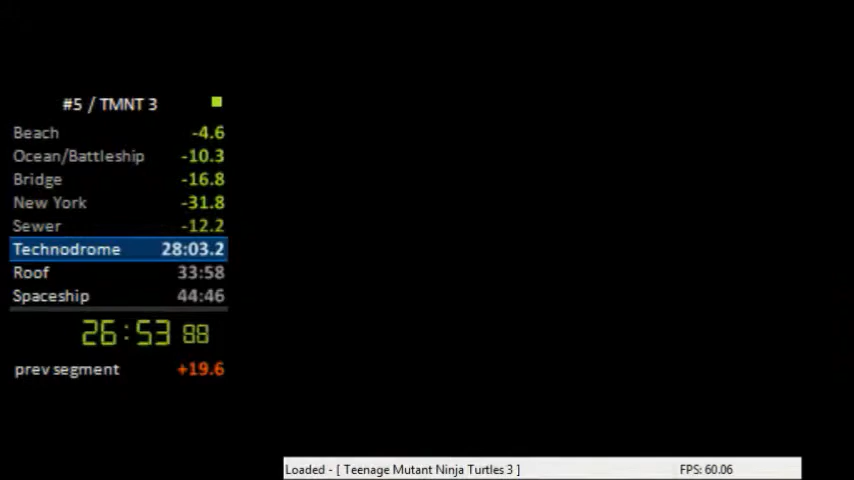 #5 / TMNT 3
Beach -4.6
Ocean/Battleship -10.3
Bridge -16.8
New York -31.8
Sewer -12.2
Technodrome 28:03.2
Roof 33:58
Spaceship 44:46
26:53 88
prev segment +19.6
Loaded - [ Teenage Mutant Ninja Turtles 3 ] FPS: 60.06